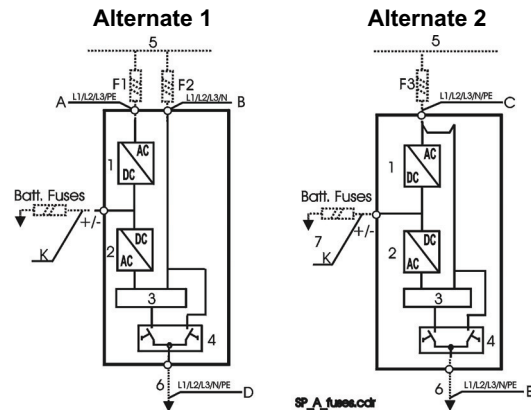 Alternate 1
5
F1
F2
A
L1/L2/L3/PE
L1/L2/L3/N
B
1
AC
DC
Batt. Fuses
+/-
K
2
DC
AC
3
4
6
L1/L2/L3/N/PE
D
Alternate 2
5
F3
L1/L2/L3/N/PE
C
1
AC
DC
Batt. Fuses
+/-
7
K
2
DC
AC
3
4
6
L1/L2/L3/N/PE
E
SP_A_fuses.cdr